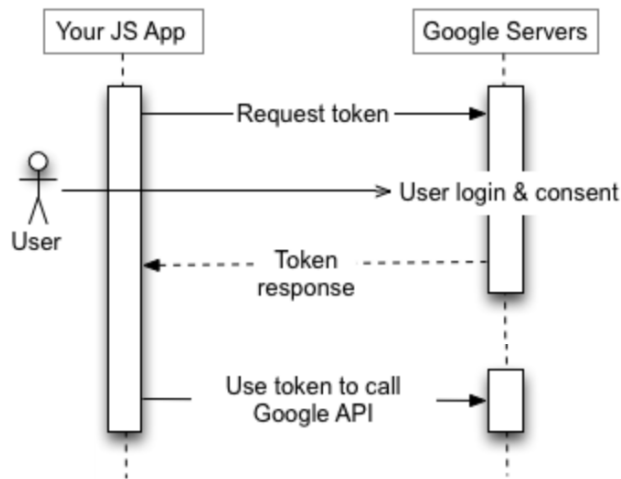 Your JS App
Google Servers
Request token
User login & consent
User
Token
response
Use token to call
Google API